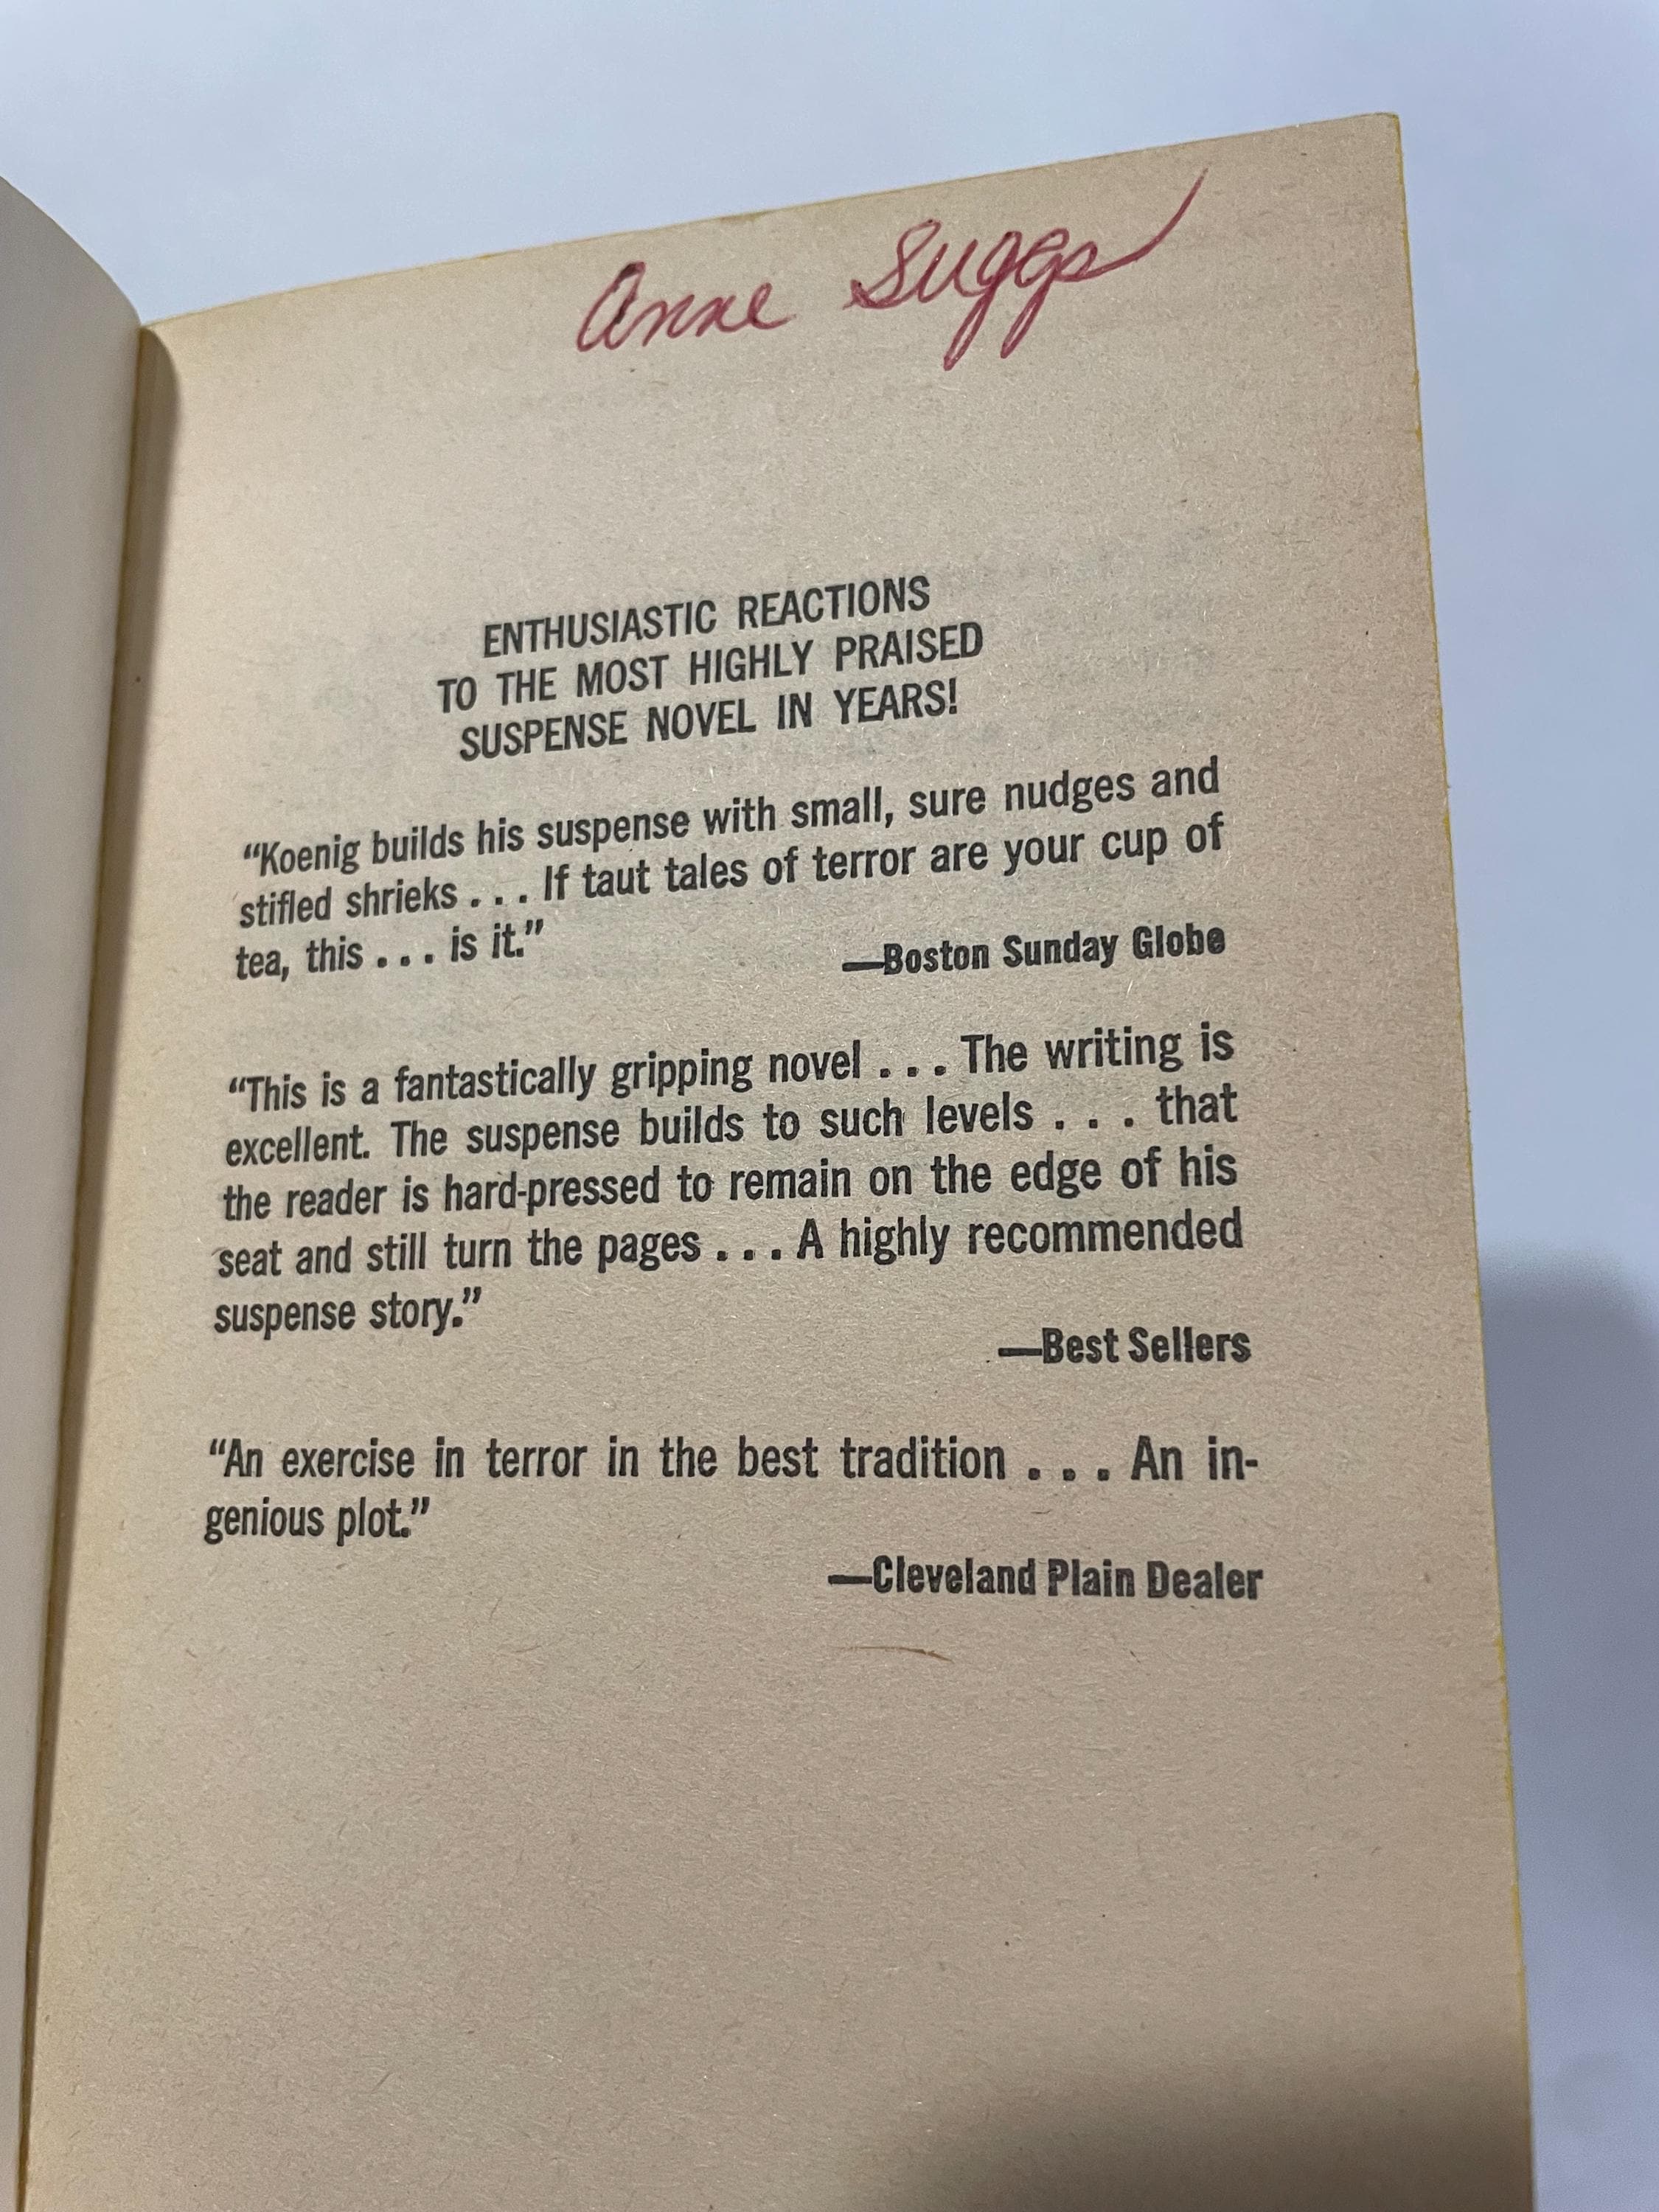 Anne Suggs
ENTHUSIASTIC REACTIONS
TO THE MOST HIGHLY PRAISED
SUSPENSE NOVEL IN YEARS!
“Koenig builds his suspense with small, sure nudges and
stifled shrieks . . . If taut tales of terror are your cup of
tea, this . . . is it.”
—Boston Sunday Globe
“This is a fantastically gripping novel . . . The writing is
excellent. The suspense builds to such levels . . . that
the reader is hard-pressed to remain on the edge of his
seat and still turn the pages . . . A highly recommended
suspense story.”
—Best Sellers
“An exercise in terror in the best tradition . . . An in-
genious plot.”
—Cleveland Plain Dealer